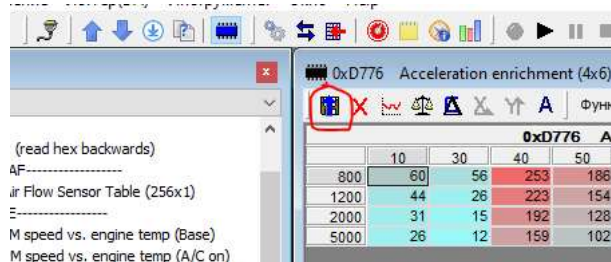 0xD776 Acceleration enrichment (4x6)
A
Функ
(read hex backwards)
AF------------------
ir Flow Sensor Table (256x1)
E-----------------
M speed vs. engine temp (Base)
M speed vs. engine temp (A/C on)
0xD776 A
10 30 40 50
800 60 56 253 186
1200 44 26 223 154
2000 31 15 192 128
5000 26 12 159 102